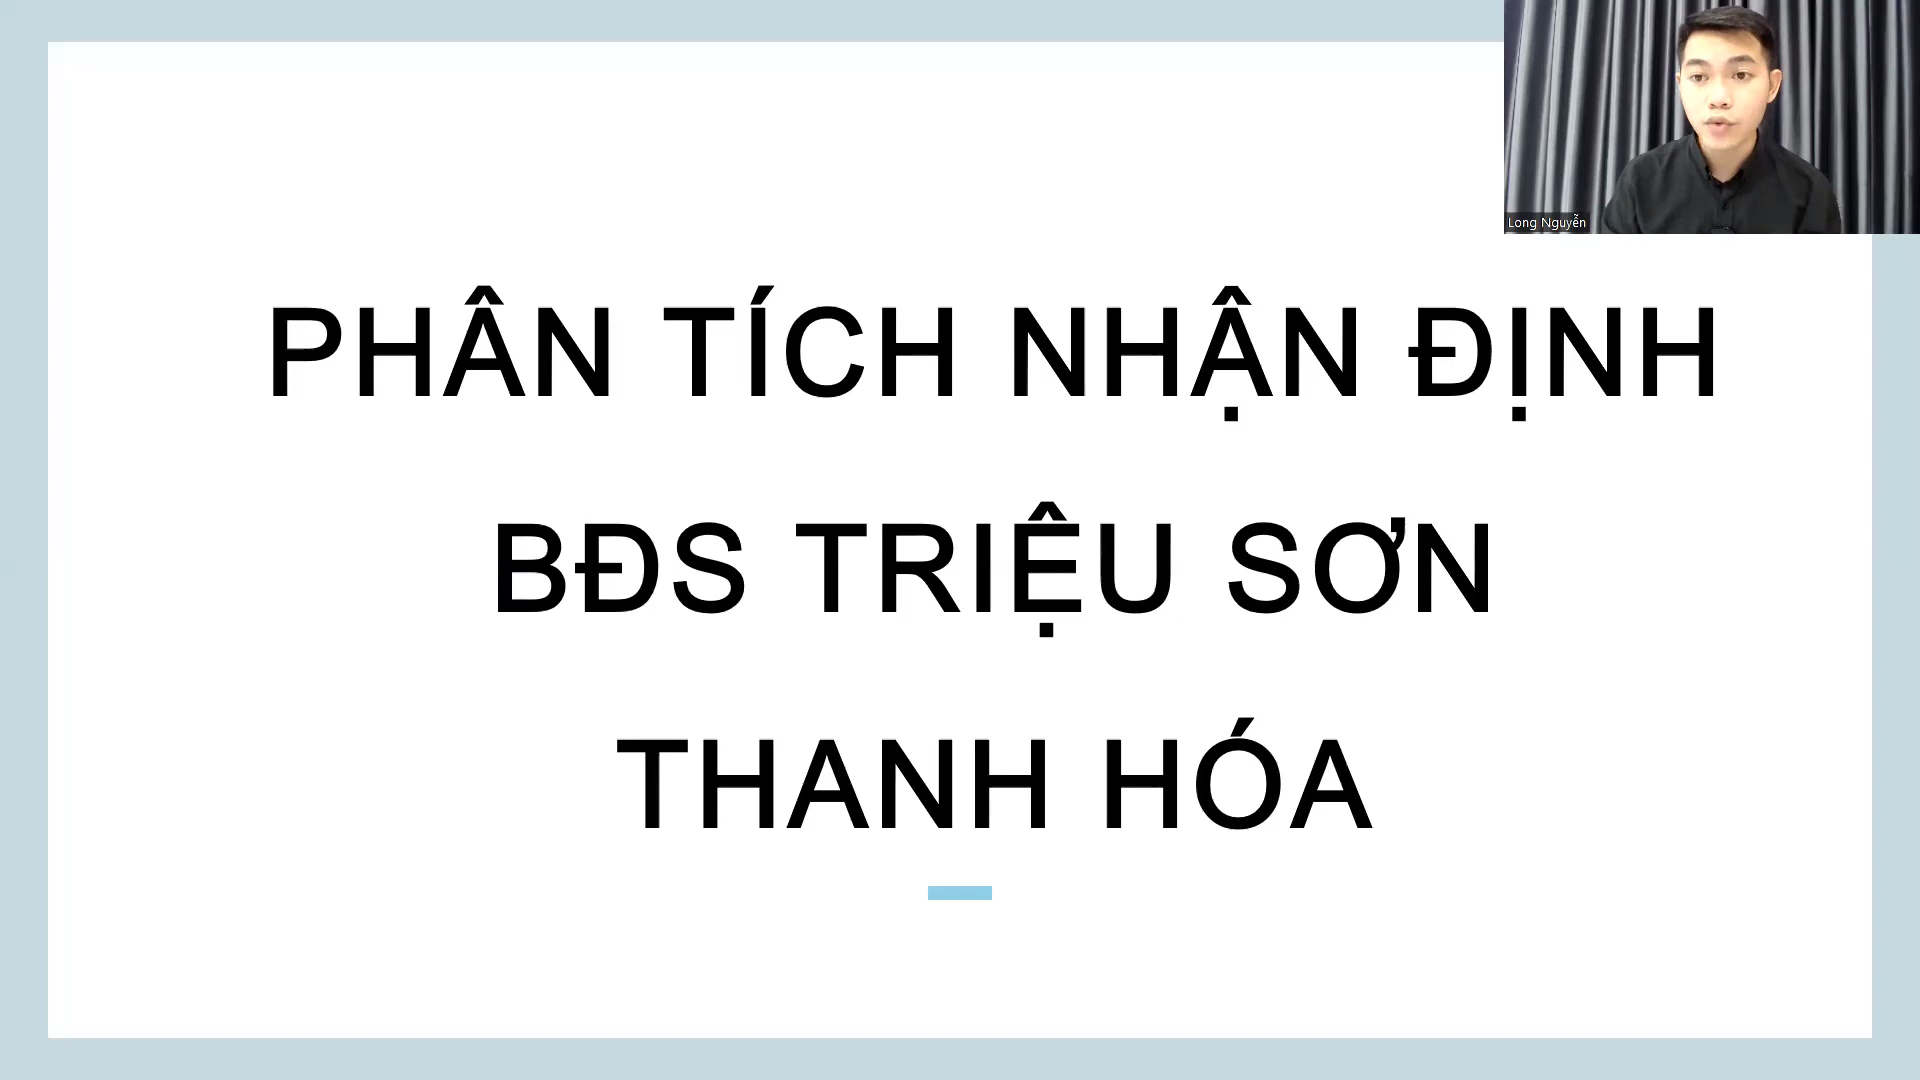 Long Nguyễn
PHÂN TÍCH NHẬN ĐỊNH
BĐS TRIỆU SƠN
THANH HÓA